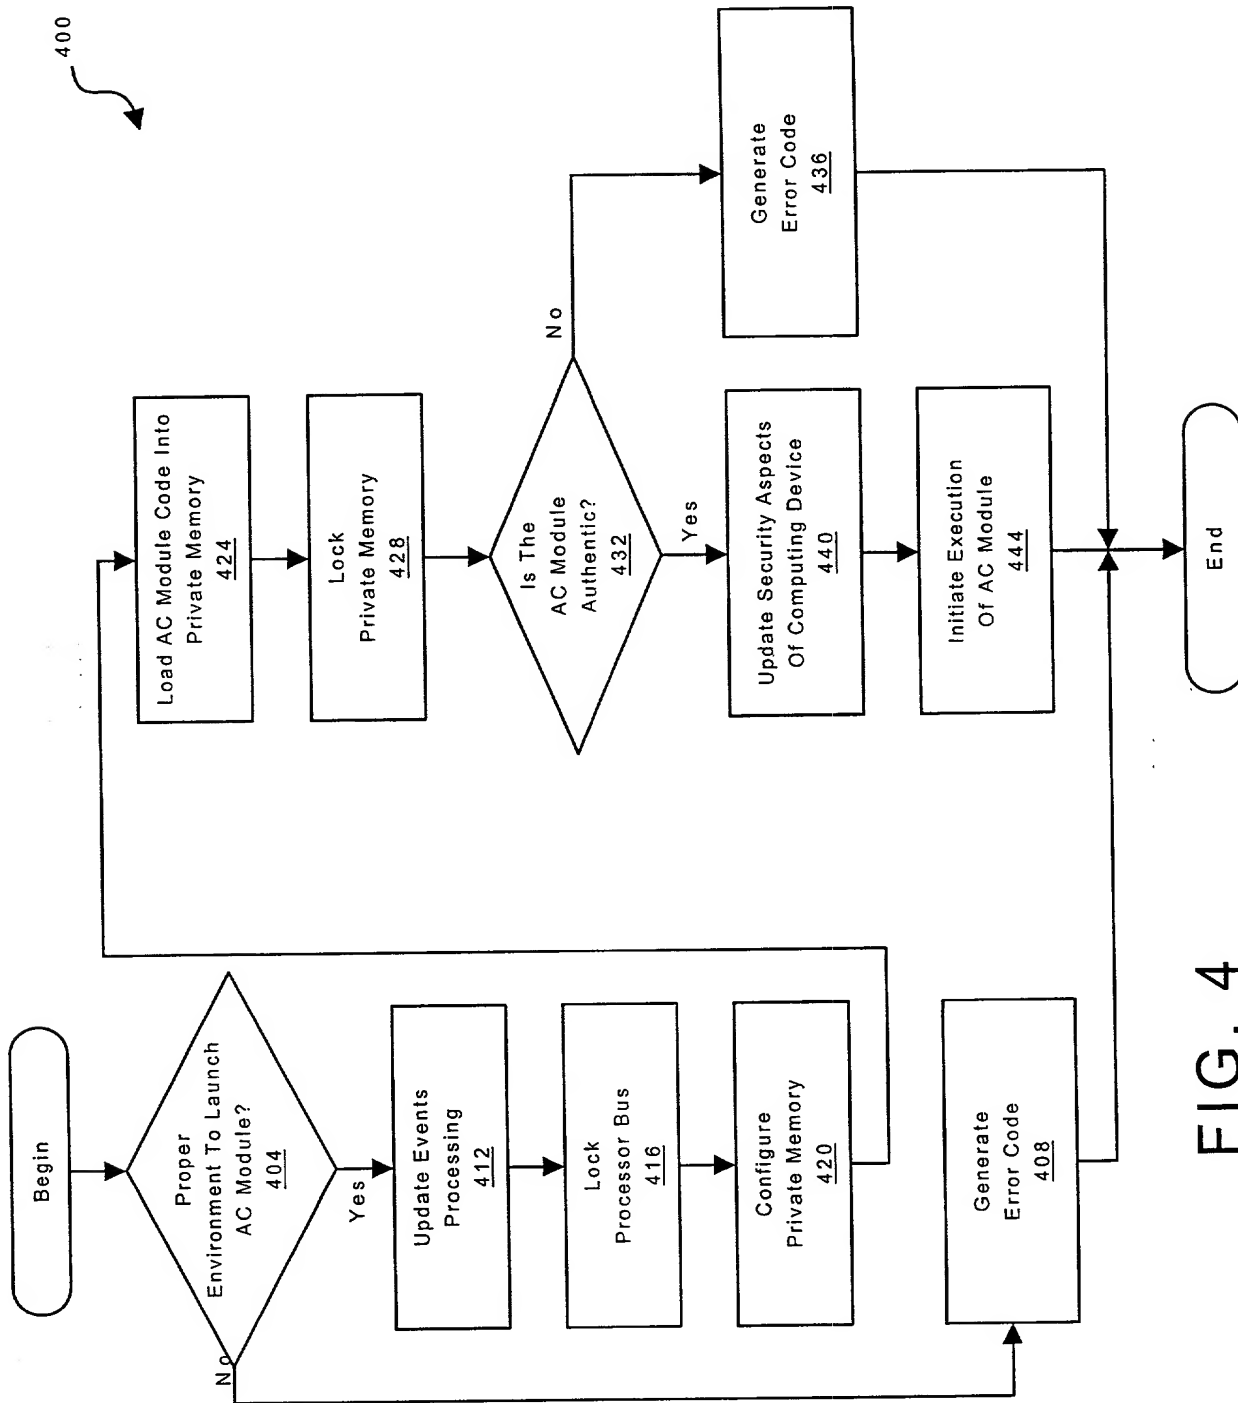 400
Begin
Proper
Environment To Launch
AC Module?
404
No
Yes
Update Events
Processing
412
Lock
Processor Bus
416
Configure
Private Memory
420
Generate
Error Code
408
Load AC Module Code Into
Private Memory
424
Lock
Private Memory
428
Is The
AC Module
Authentic?
432
No
Yes
Generate
Error Code
436
Update Security Aspects
Of Computing Device
440
Initiate Execution
Of AC Module
444
End
FIG. 4